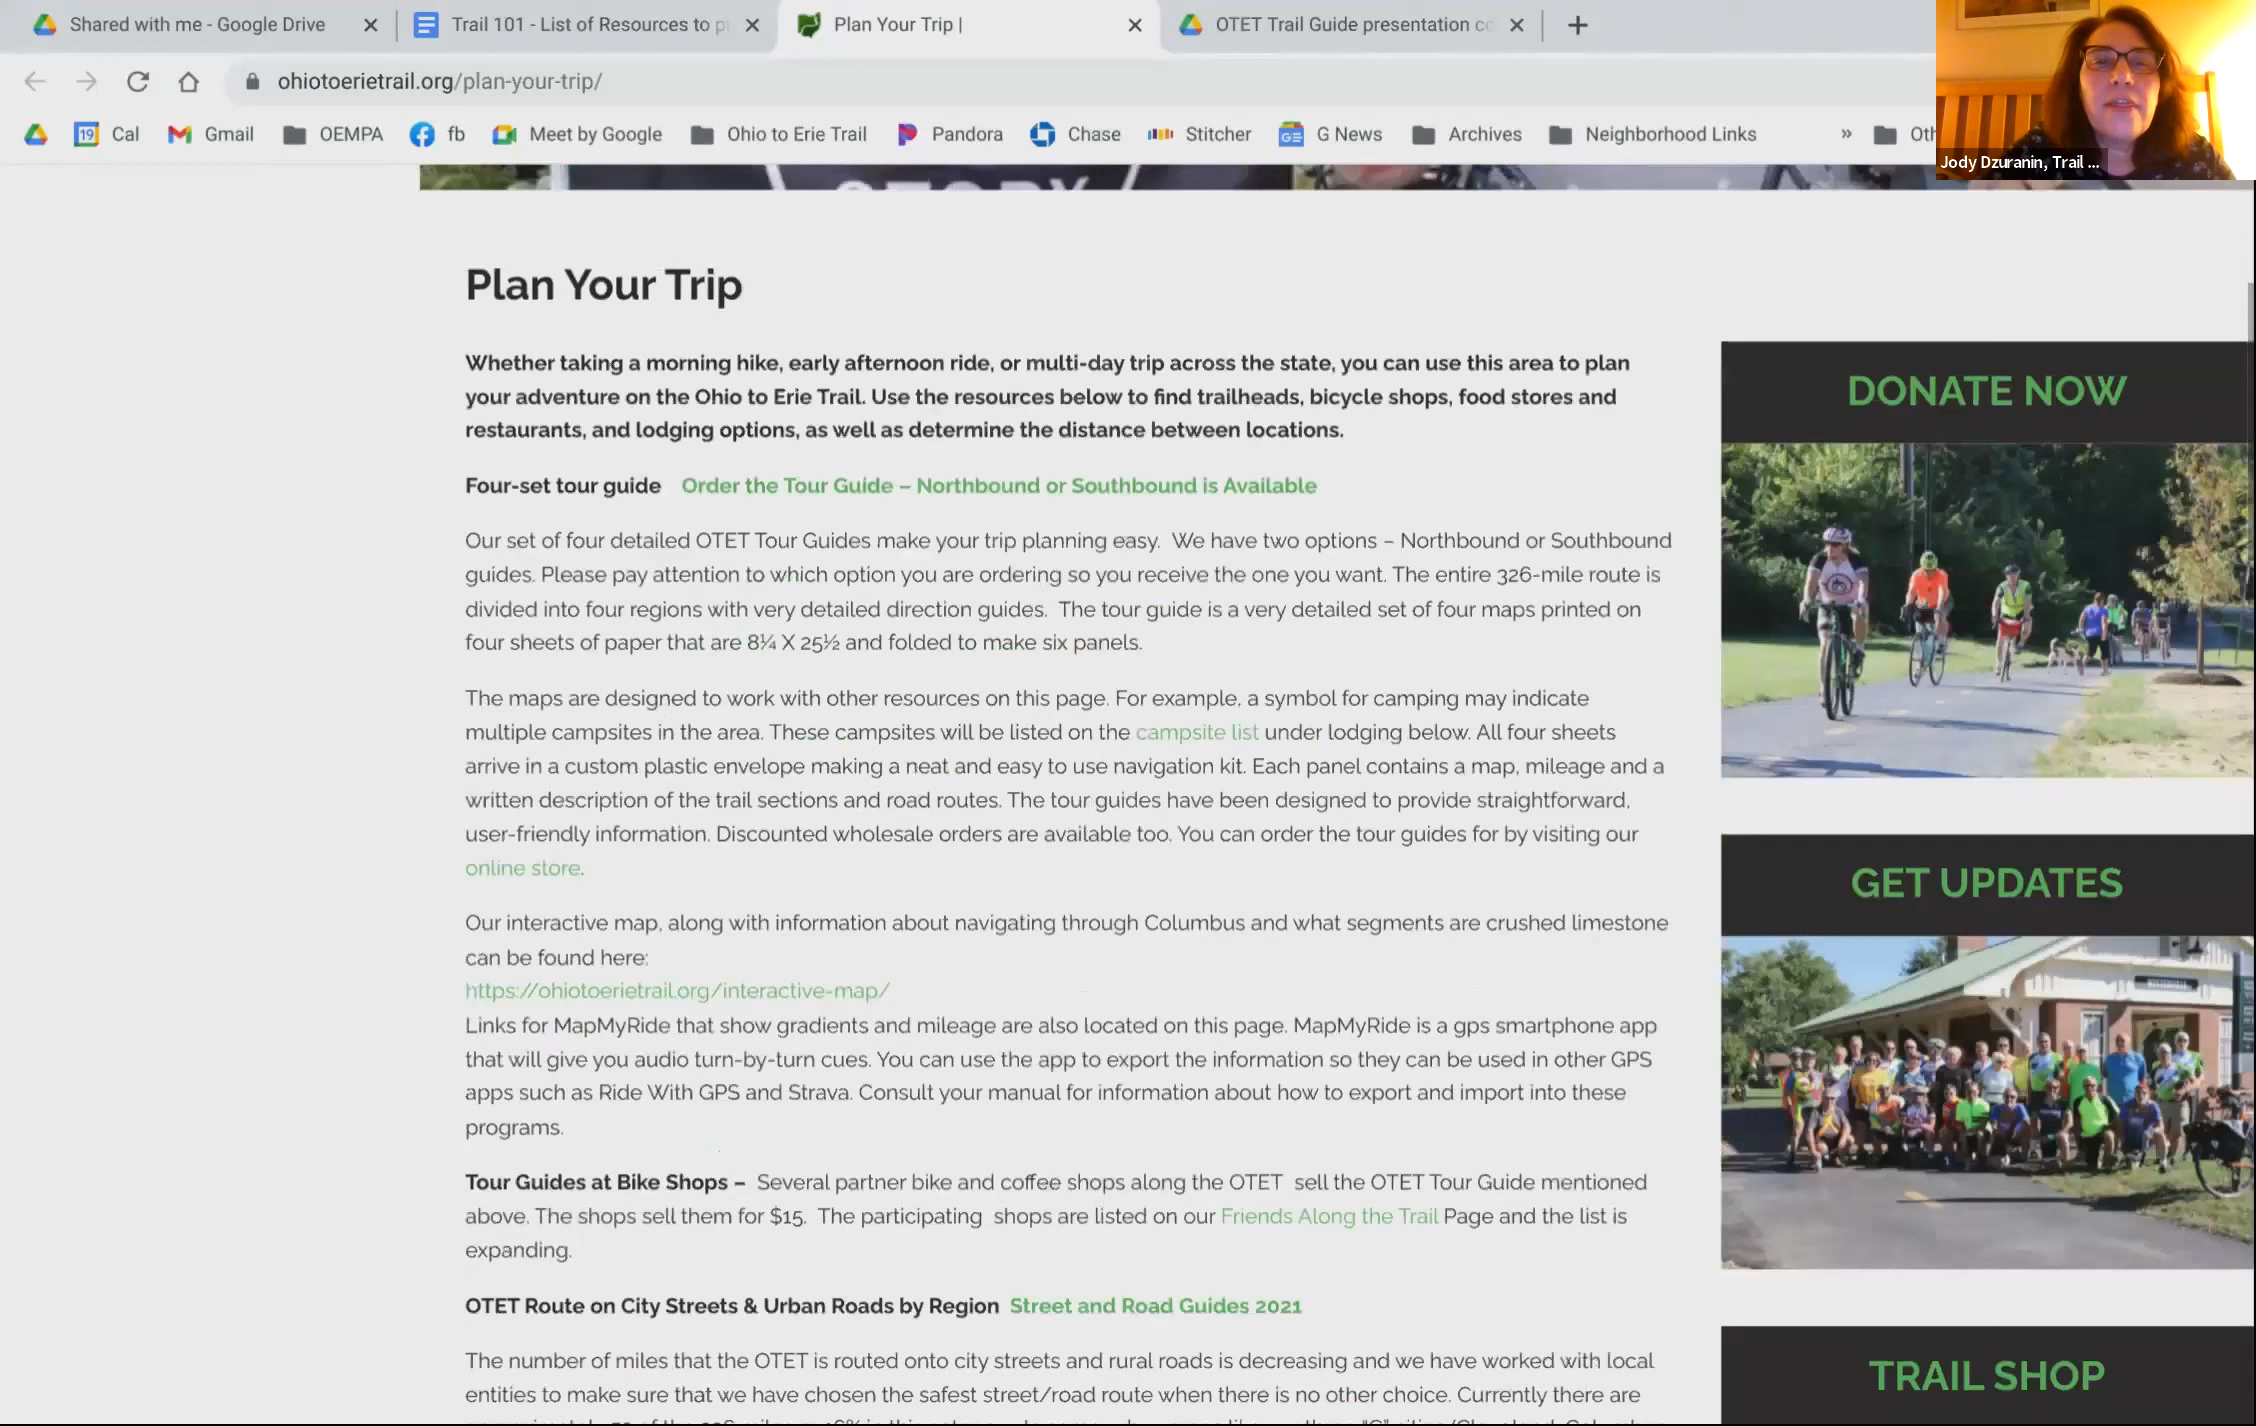 Shared with me - Google Drive
Trail 101 - List of Resources to p
Plan Your Trip |
OTET Trail Guide presentation co
ohiotoerietrail.org/plan-your-trip/
19 Cal
Gmail
OEMPA
fb
Meet by Google
Ohio to Erie Trail
Pandora
Chase
Stitcher
G News
Archives
Neighborhood Links
»
Oth
Jody Dzuranin, Trail ...
STORY
Plan Your Trip
Whether taking a morning hike, early afternoon ride, or multi-day trip across the state, you can use this area to plan
your adventure on the Ohio to Erie Trail. Use the resources below to find trailheads, bicycle shops, food stores and
restaurants, and lodging options, as well as determine the distance between locations.
Four-set tour guide Order the Tour Guide – Northbound or Southbound is Available
Our set of four detailed OTET Tour Guides make your trip planning easy. We have two options – Northbound or Southbound
guides. Please pay attention to which option you are ordering so you receive the one you want. The entire 326-mile route is
divided into four regions with very detailed direction guides. The tour guide is a very detailed set of four maps printed on
four sheets of paper that are 8¼ X 25½ and folded to make six panels.
The maps are designed to work with other resources on this page. For example, a symbol for camping may indicate
multiple campsites in the area. These campsites will be listed on the campsite list under lodging below. All four sheets
arrive in a custom plastic envelope making a neat and easy to use navigation kit. Each panel contains a map, mileage and a
written description of the trail sections and road routes. The tour guides have been designed to provide straightforward,
user-friendly information. Discounted wholesale orders are available too. You can order the tour guides for by visiting our
online store.
Our interactive map, along with information about navigating through Columbus and what segments are crushed limestone
can be found here:
https://ohiotoerietrail.org/interactive-map/
Links for MapMyRide that show gradients and mileage are also located on this page. MapMyRide is a gps smartphone app
that will give you audio turn-by-turn cues. You can use the app to export the information so they can be used in other GPS
apps such as Ride With GPS and Strava. Consult your manual for information about how to export and import into these
programs.
Tour Guides at Bike Shops – Several partner bike and coffee shops along the OTET sell the OTET Tour Guide mentioned
above. The shops sell them for $15. The participating shops are listed on our Friends Along the Trail Page and the list is
expanding.
OTET Route on City Streets & Urban Roads by Region Street and Road Guides 2021
The number of miles that the OTET is routed onto city streets and rural roads is decreasing and we have worked with local
entities to make sure that we have chosen the safest street/road route when there is no other choice. Currently there are
DONATE NOW
GET UPDATES
TRAIL SHOP